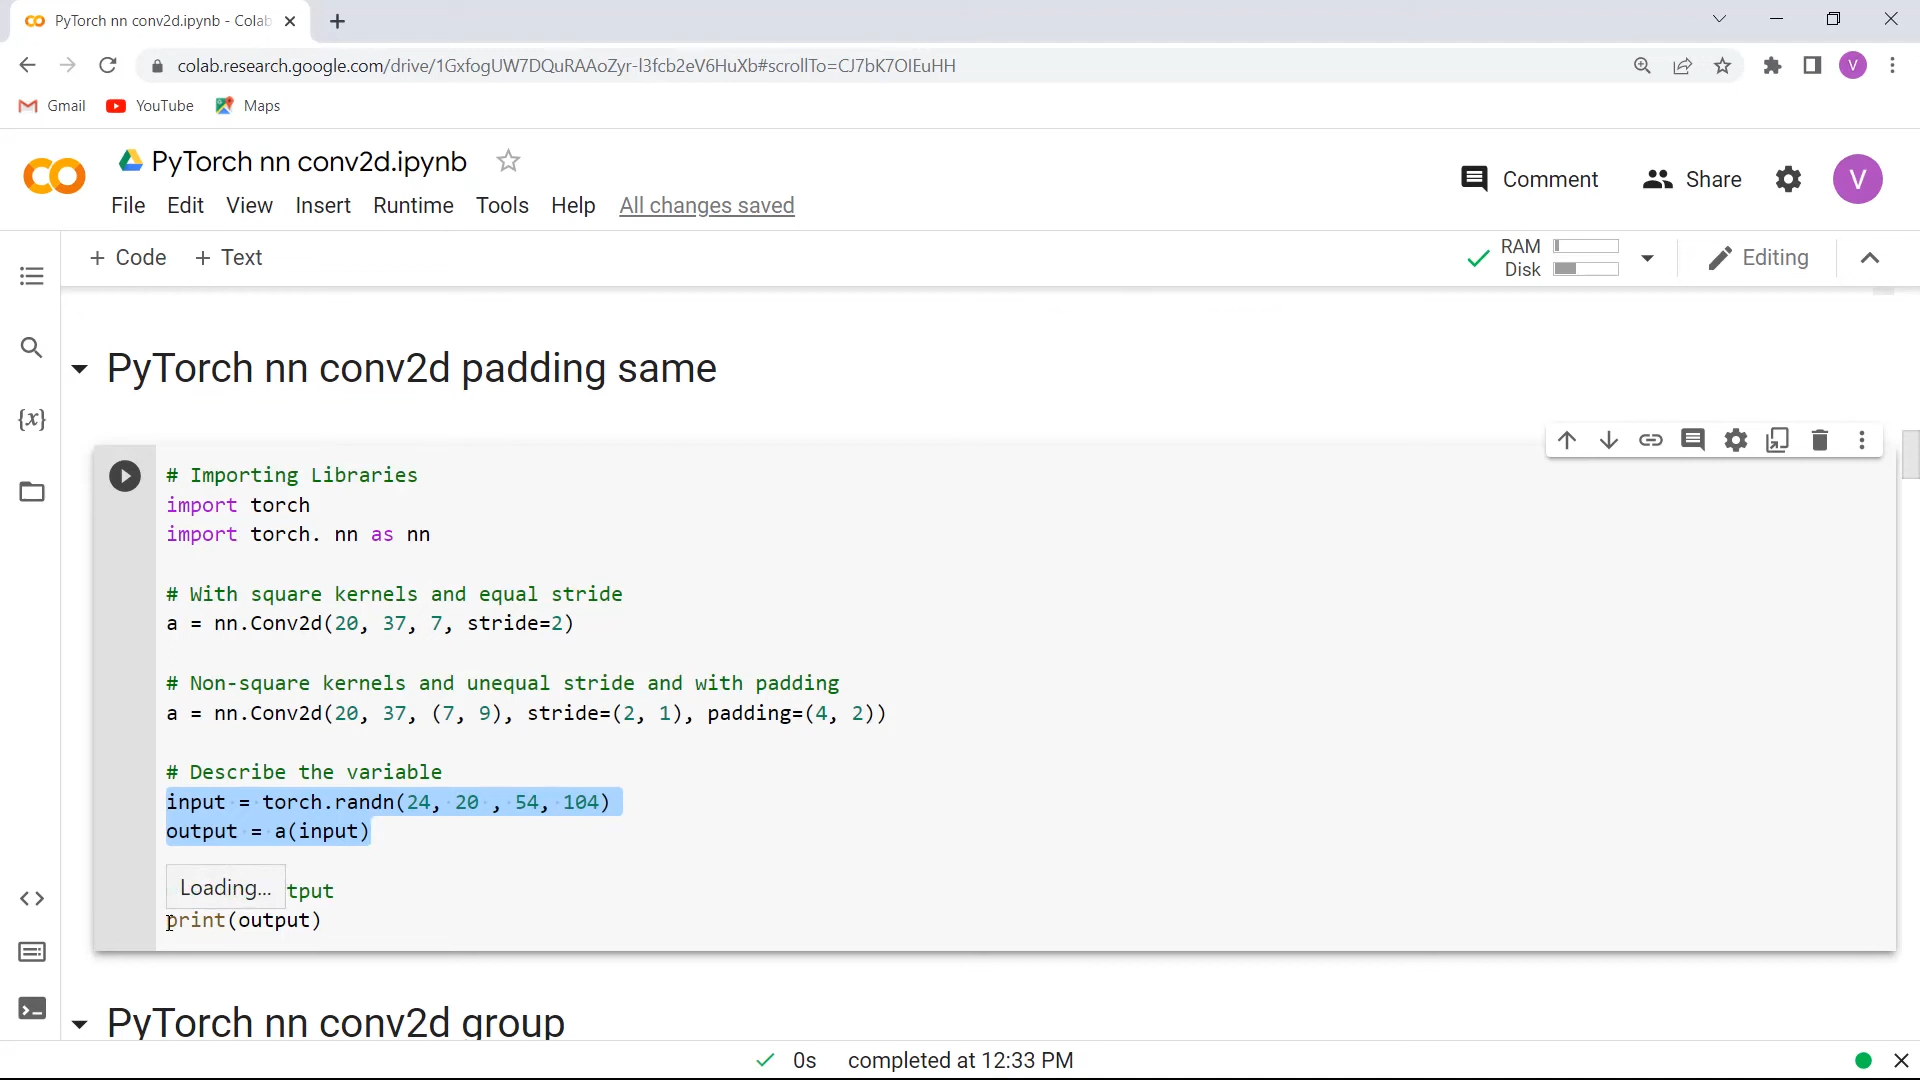 PyTorch nn conv2d.ipynb - Colab
colab.research.google.com/drive/1GxfogUW7DQuRAAoZyr-l3fcb2eV6HuXb#scrollTo=CJ7bK7OIEuHH
V
Gmail
YouTube
Maps
PyTorch nn conv2d.ipynb
File
Edit
View
Insert
Runtime
Tools
Help
All changes saved
Comment
Share
V
+ Code
+ Text
RAM
Disk
Editing
{x}
PyTorch nn conv2d padding same
# Importing Libraries
import torch
import torch. nn as nn
# With square kernels and equal stride
a = nn.Conv2d(20, 37, 7, stride=2)
# Non-square kernels and unequal stride and with padding
a = nn.Conv2d(20, 37, (7, 9), stride=(2, 1), padding=(4, 2))
# Describe the variable
input = torch.randn(24, 20 , 54, 104)
output = a(input)
Loading...
tput
print(output)
PyTorch nn conv2d group
0s
completed at 12:33 PM